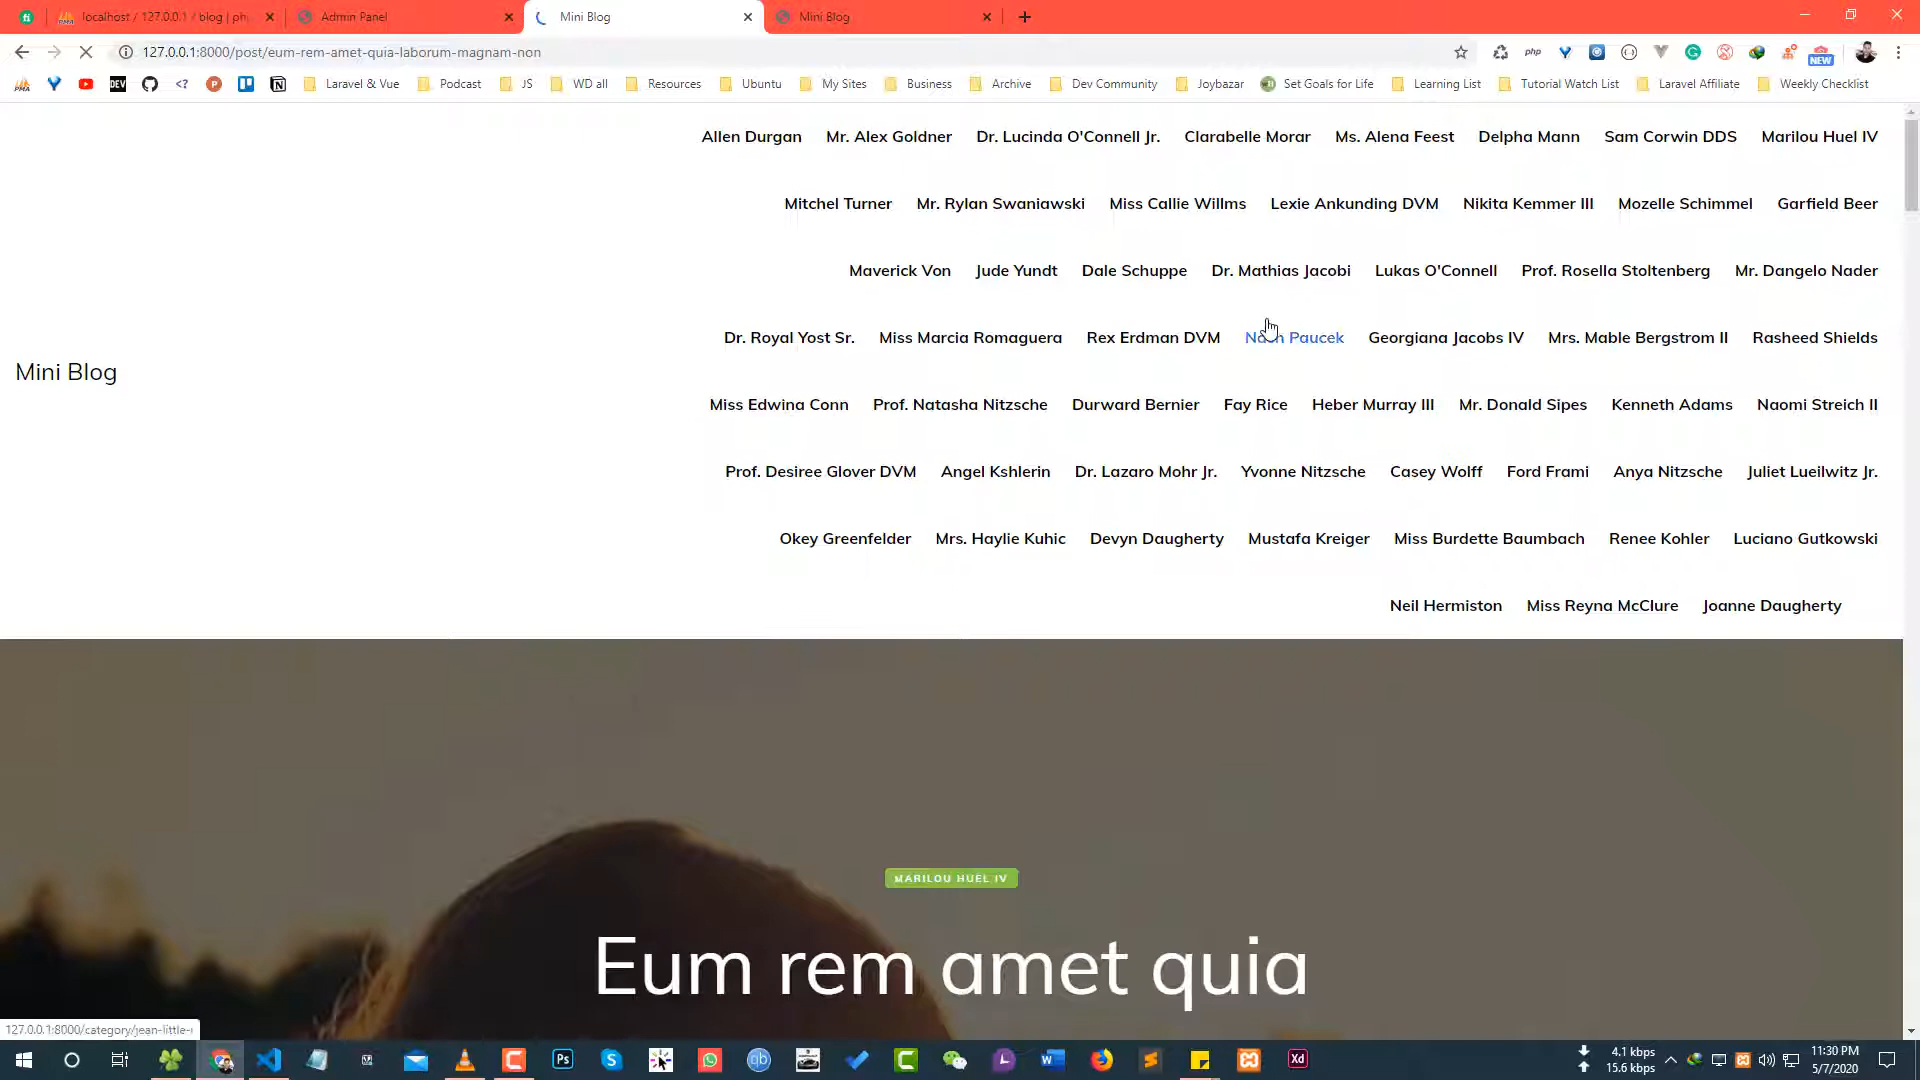 localhost / 127.0.0.1 / blog | ph
Admin Panel
Mini Blog
Mini Blog
127.0.0.1:8000/post/eum-rem-amet-quia-laborum-magnam-non
php
NEW
PMA
DEV
<?
Laravel & Vue
Podcast
JS
WD all
Resources
Ubuntu
My Sites
Business
Archive
Dev Community
Joybazar
Set Goals for Life
Learning List
Tutorial Watch List
Laravel Affiliate
Weekly Checklist
Allen Durgan Mr. Alex Goldner Dr. Lucinda O'Connell Jr. Clarabelle Morar Ms. Alena Feest Delpha Mann Sam Corwin DDS Marilou Huel IV
Mitchel Turner Mr. Rylan Swaniawski Miss Callie Willms Lexie Ankunding DVM Nikita Kemmer III Mozelle Schimmel Garfield Beer
Maverick Von Jude Yundt Dale Schuppe Dr. Mathias Jacobi Lukas O'Connell Prof. Rosella Stoltenberg Mr. Dangelo Nader
Dr. Royal Yost Sr. Miss Marcia Romaguera Rex Erdman DVM Paucek Georgiana Jacobs IV Mrs. Mable Bergstrom II Rasheed Shields
Mini Blog
Miss Edwina Conn Prof. Natasha Nitzsche Durward Bernier Fay Rice Heber Murray III Mr. Donald Sipes Kenneth Adams Naomi Streich II
Prof. Desiree Glover DVM Angel Kshlerin Dr. Lazaro Mohr Jr. Yvonne Nitzsche Casey Wolff Ford Frami Anya Nitzsche Juliet Lueilwitz Jr.
Okey Greenfelder Mrs. Haylie Kuhic Devyn Daugherty Mustafa Kreiger Miss Burdette Baumbach Renee Kohler Luciano Gutkowski
Neil Hermiston Miss Reyna McClure Joanne Daugherty
MARILOU HUEL IV
Eum rem amet quia
127.0.0.1:8000/category/jean-little-
Ps
qb
Xd
4.1 kbps
15.6 kbps
11:30 PM
5/7/2020